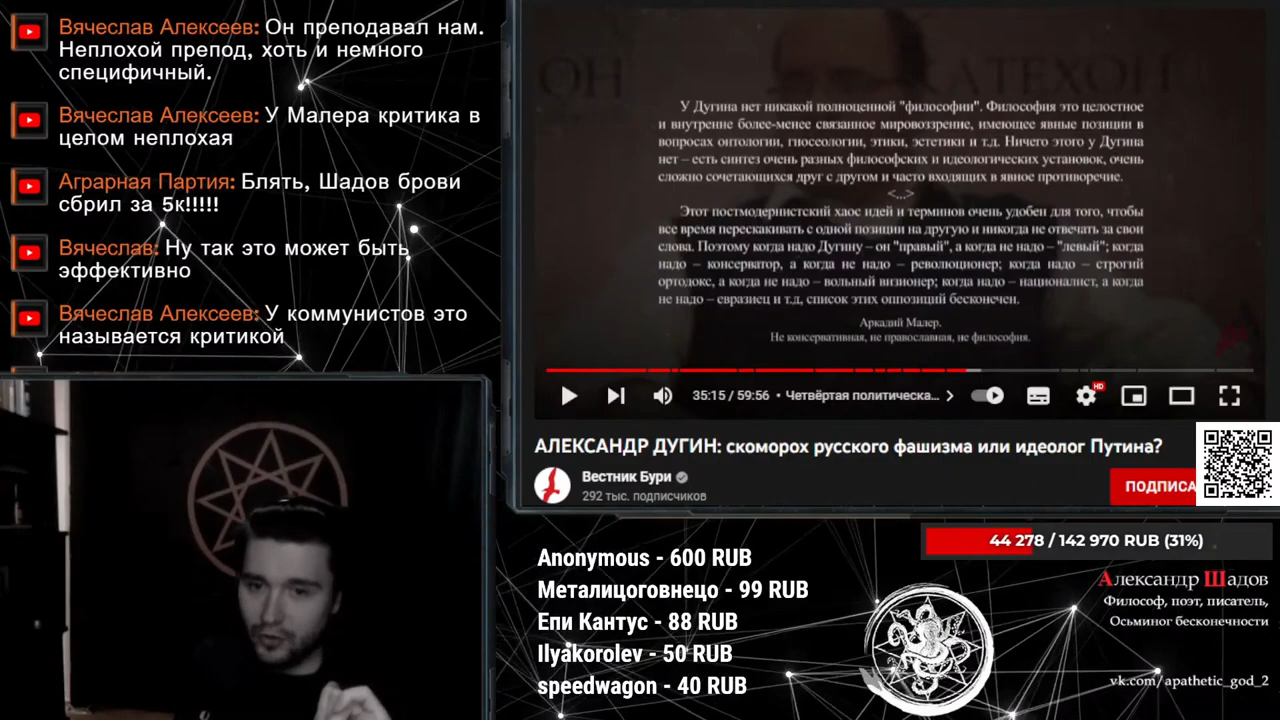 Вячеслав Алексеев: Он преподавал нам.
Неплохой препод, хоть и немного
специфичный.
Вячеслав Алексеев: У Малера критика в
целом неплохая
Аграрная Партия: Блять, Шадов брови
сбрил за 5к!!!!!
Вячеслав: Ну так это может быть
эффективно
Вячеслав Алексеев: У коммунистов это
называется критикой
ОН КАТЕХОН
У Дугина нет никакой полноценной "философии". Философия это целостное
и внутренне более-менее связанное мировоззрение, имеющее явные позиции в
вопросах онтологии, гносеологии, этики, эстетики и т.д. Ничего этого у Дугина
нет – есть синтез очень разных философских и идеологических установок, очень
сложно сочетающихся друг с другом и часто входящих в явное противоречие.
<...>
Этот постмодернистский хаос идей и терминов очень удобен для того, чтобы
все время перескакивать с одной позиции на другую и никогда не отвечать за свои
слова. Поэтому когда надо Дугину – он "правый", а когда не надо – "левый"; когда
надо – консерватор, а когда не надо – революционер; когда надо – строгий
ортодокс, а когда не надо – вольный визионер; когда надо – националист, а когда
не надо – евразиец и т.д, список этих оппозиций бесконечен.
Аркадий Малер.
Не консервативная, не православная, не философия.
35:15 / 59:56 • Четвёртая политическа...
HD
АЛЕКСАНДР ДУГИН: скоморох русского фашизма или идеолог Путина?
Вестник Бури
292 тыс. подписчиков
ПОДПИСА
44 278 / 142 970 RUB (31%)
Anonymous - 600 RUB
Металицоговнецо - 99 RUB
Епи Кантус - 88 RUB
Ilyakorolev - 50 RUB
speedwagon - 40 RUB
Александр Шадов
Философ, поэт, писатель,
Осьминог бесконечности
vk.com/apathetic_god_2